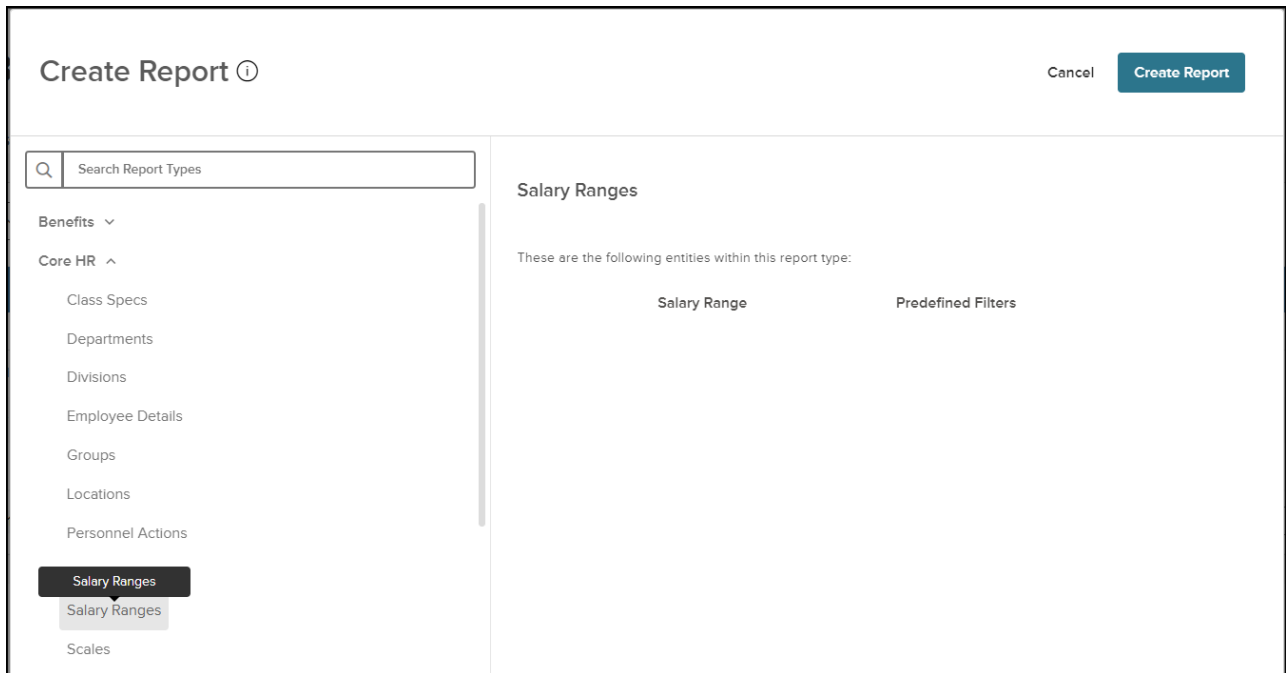 Create Report
Cancel
Create Report
Search Report Types
Benefits
Core HR
Class Specs
Departments
Divisions
Employee Details
Groups
Locations
Personnel Actions
Salary Ranges
Salary Ranges
Scales
Salary Ranges
These are the following entities within this report type:
Salary Range
Predefined Filters